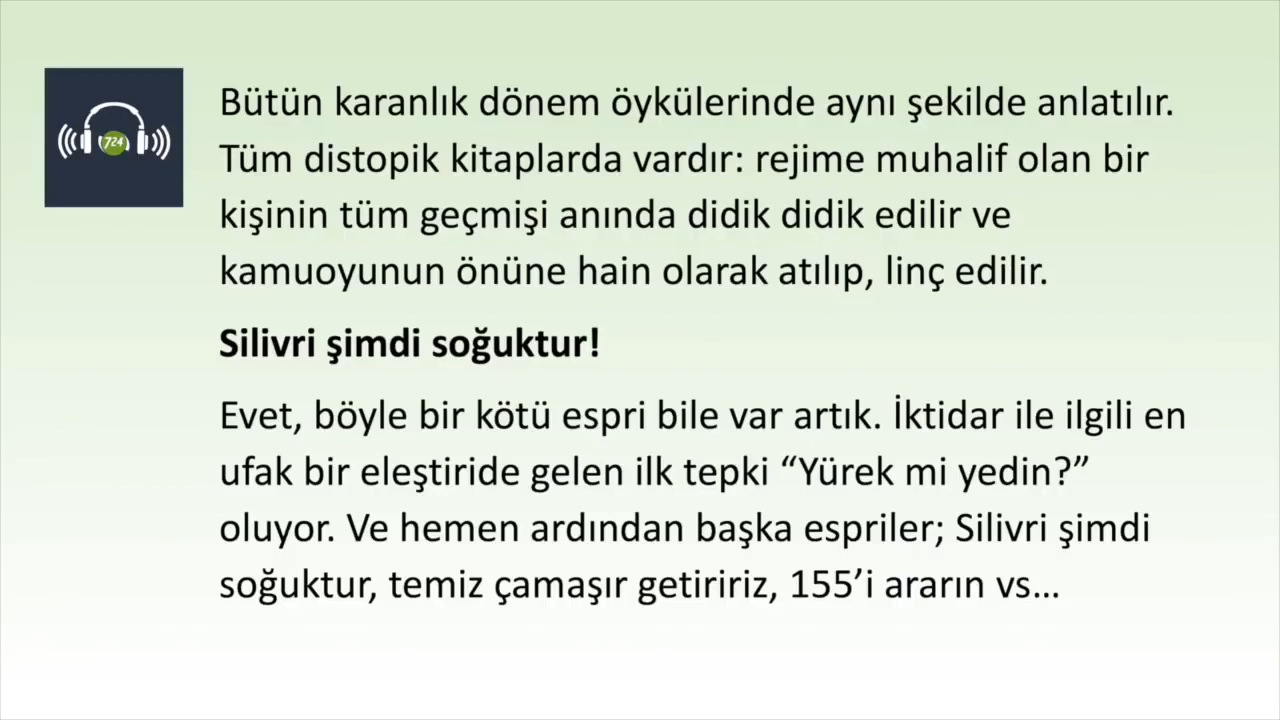 724
Bütün karanlık dönem öykülerinde aynı şekilde anlatılır.
Tüm distopik kitaplarda vardır: rejime muhalif olan bir
kişinin tüm geçmişi anında didik didik edilir ve
kamuoyunun önüne hain olarak atılıp, linç edilir.
Silivri şimdi soğuktur!
Evet, böyle bir kötü espri bile var artık. İktidar ile ilgili en
ufak bir eleştiride gelen ilk tepki “Yürek mi yedin?”
oluyor. Ve hemen ardından başka espriler; Silivri şimdi
soğuktur, temiz çamaşır getiririz, 155’i ararın vs…